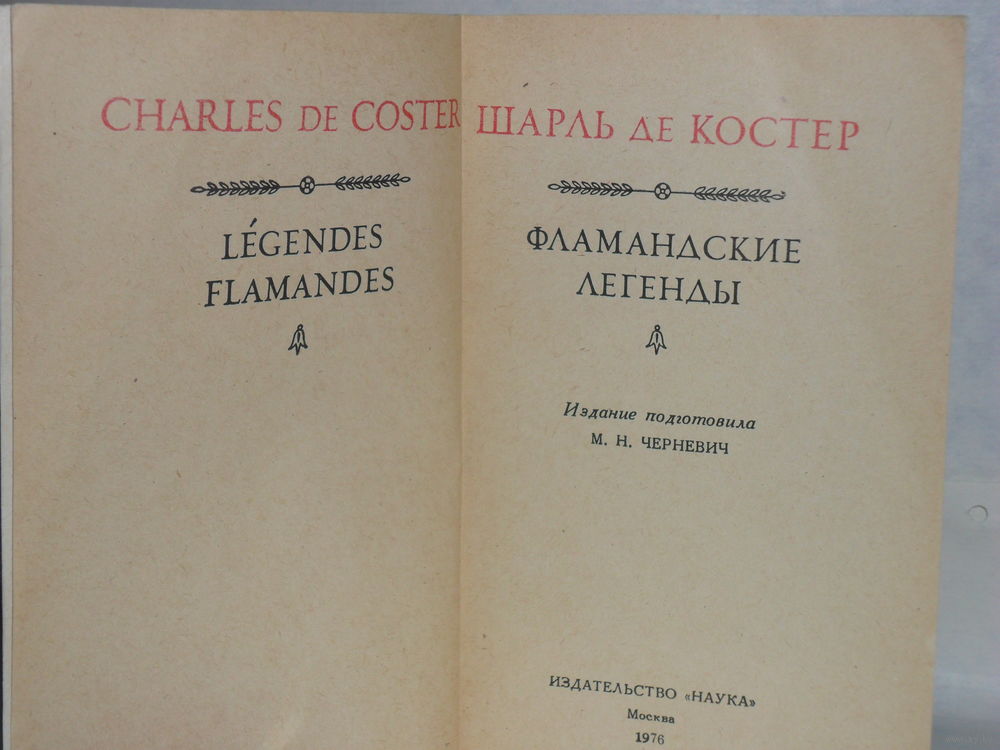 CHARLES DE COSTER
LÉGENDES
FLAMANDES
ШАРЛЬ ДЕ КОСТЕР
ФЛАМАНДСКИЕ
ЛЕГЕНДЫ
Издание подготовила
М. Н. ЧЕРНЕВИЧ
ИЗДАТЕЛЬСТВО «НАУКА»
Москва
1976